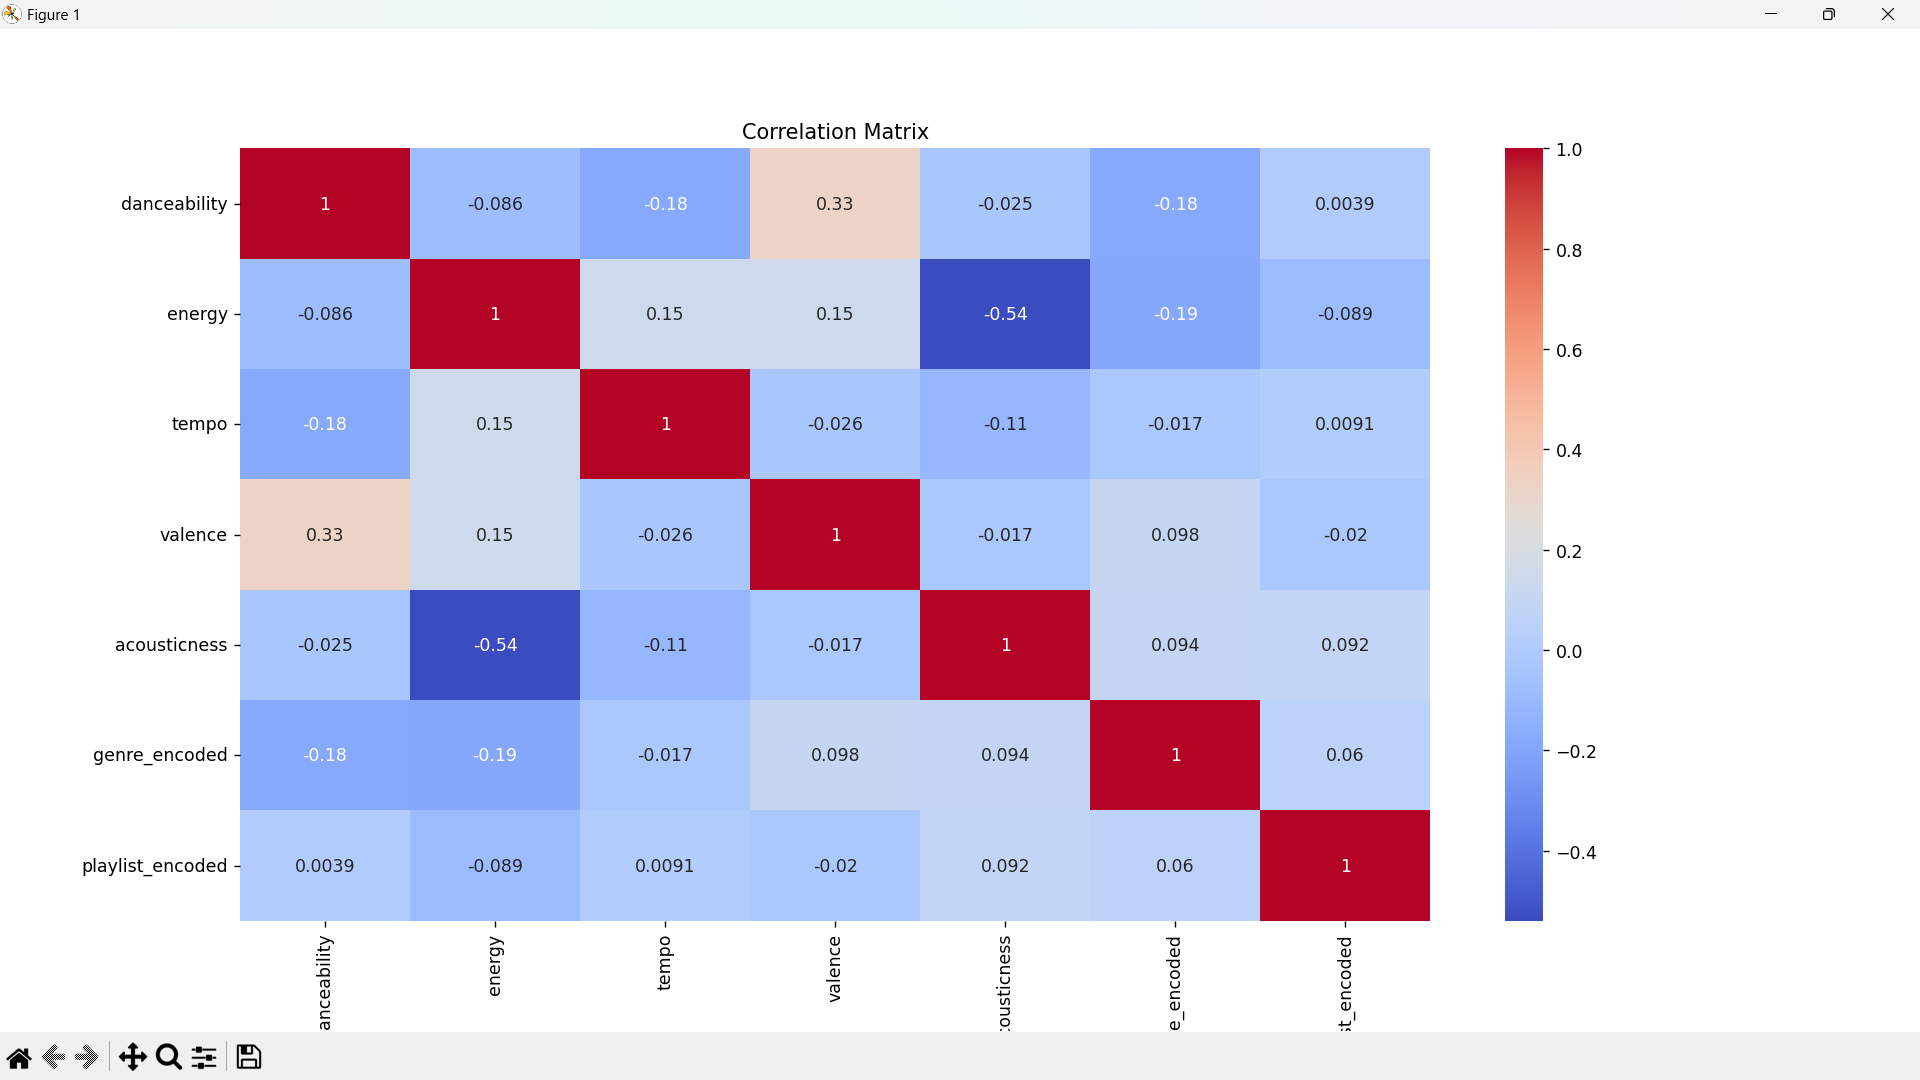 Figure 1
Correlation Matrix
danceability 1 -0.086 -0.18 0.33 -0.025 -0.18 0.0039
energy -0.086 1 0.15 0.15 -0.54 -0.19 -0.089
tempo -0.18 0.15 1 -0.026 -0.11 -0.017 0.0091
valence 0.33 0.15 -0.026 1 -0.017 0.098 -0.02
acousticness -0.025 -0.54 -0.11 -0.017 1 0.094 0.092
genre_encoded -0.18 -0.19 -0.017 0.098 0.094 1 0.06
playlist_encoded 0.0039 -0.089 0.0091 -0.02 0.092 0.06 1
anceability
energy
tempo
valence
cousticness
e_encoded
st_encoded
1.0
0.8
0.6
0.4
0.2
0.0
−0.2
−0.4